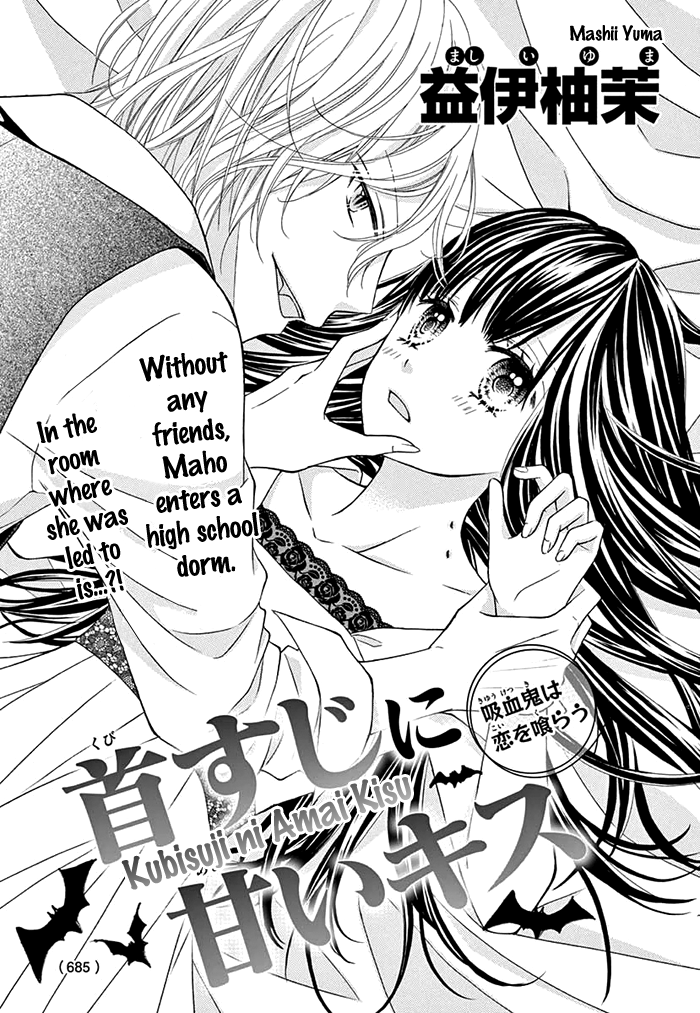 Mashii Yuma
ましいゆま
益伊柚茉
Without
any
friends,
Maho
enters a
high school
dorm.
In the
room
where
she was
led to
is...?!
きゅうけつき
吸血鬼は
こいく
恋を喰らう
くび
首すじに
Kubisuji ni Amai Kisu
甘いキス
(685)